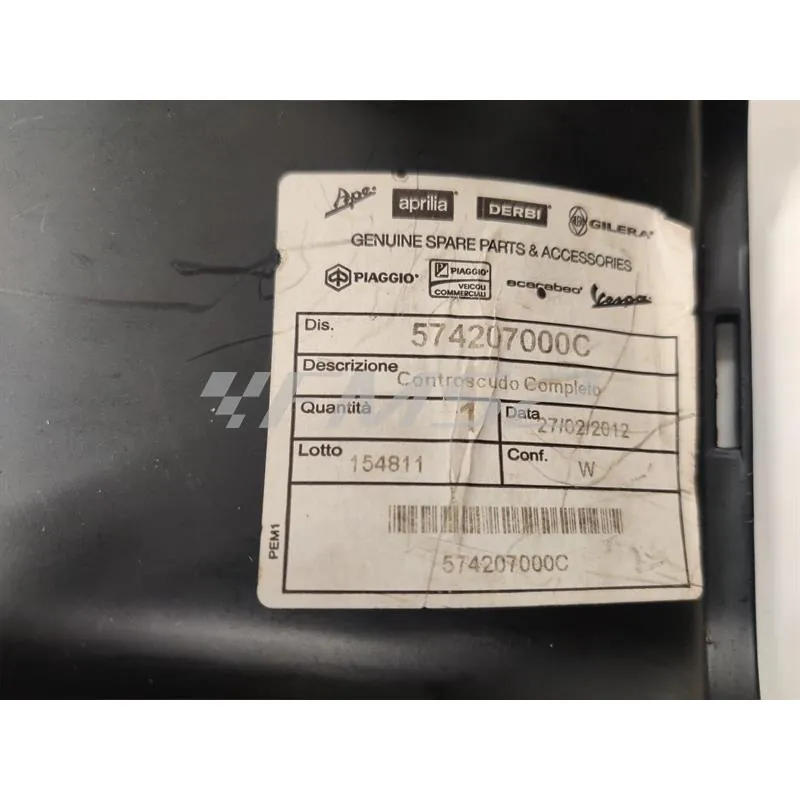 Ape aprilia DERBI GILERA
GENUINE SPARE PARTS & ACCESSORIES
PIAGGIO PIAGGIO VEICOLI COMMERCIALI scarabeo Vespa
Dis. 574207000C
Descrizione Controscudo Completo
Quantità 1 Data 27/02/2012
Lotto 154811 Conf. W
574207000C
PEM1